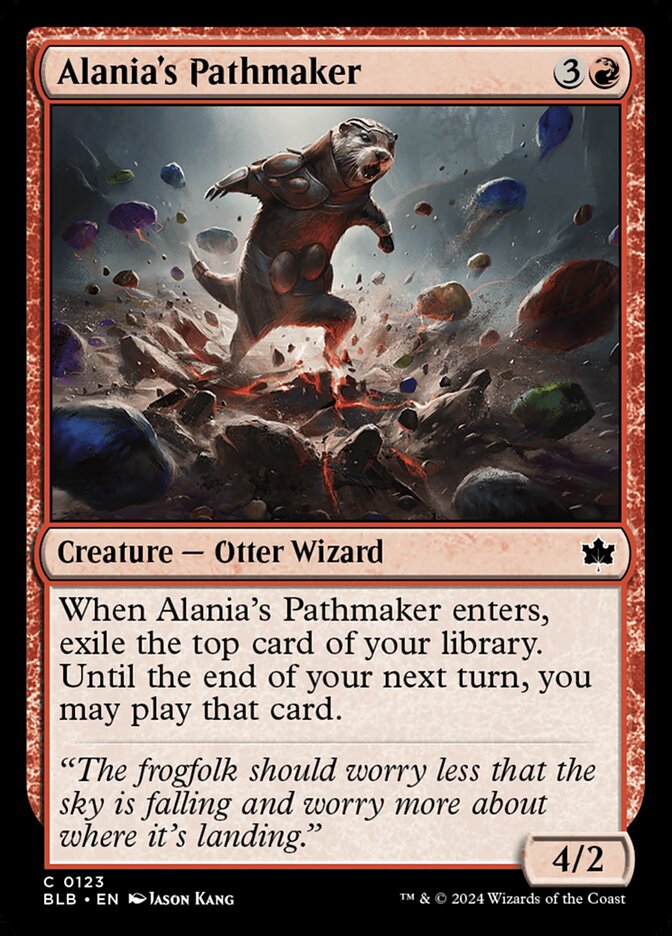 Alania's Pathmaker
3
Creature — Otter Wizard
When Alania's Pathmaker enters,
exile the top card of your library.
Until the end of your next turn, you
may play that card.
“The frogfolk should worry less that the
sky is falling and worry more about
where it's landing.”
4/2
C 0123
BLB • EN Jason Kang
™ & © 2024 Wizards of the Coast